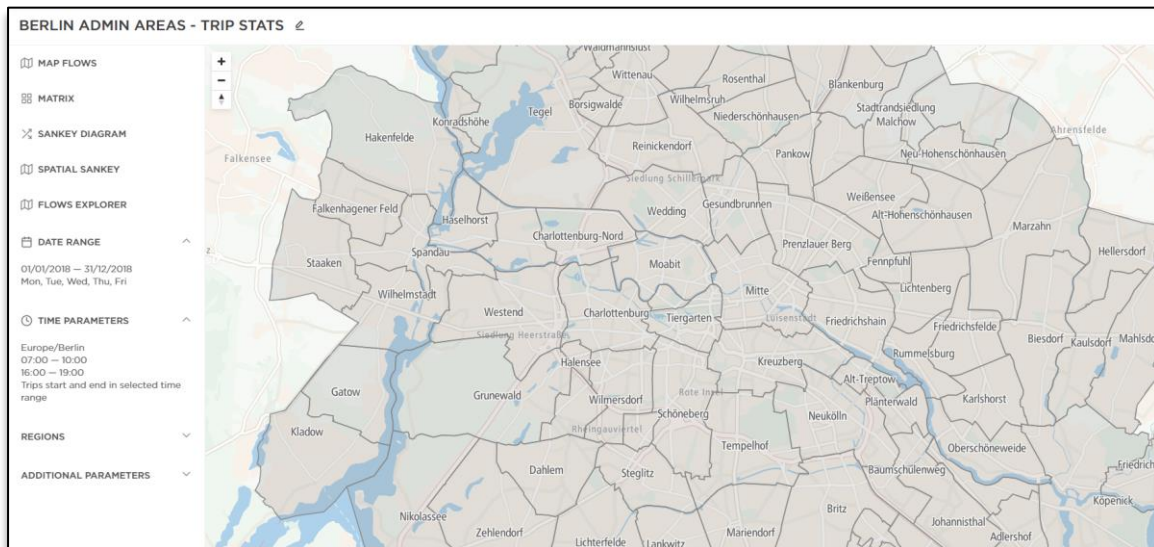 BERLIN ADMIN AREAS - TRIP STATS
MAP FLOWS
MATRIX
SANKEY DIAGRAM
SPATIAL SANKEY
FLOWS EXPLORER
DATE RANGE
01/01/2018 — 31/12/2018
Mon, Tue, Wed, Thu, Fri
TIME PARAMETERS
Europe/Berlin
07:00 — 10:00
16:00 — 19:00
Trips start and end in selected time
range
REGIONS
ADDITIONAL PARAMETERS
+
−
Waidmannslust
Wittenau
Rosenthal
Blankenburg
Tegel
Borsigwalde
Wilhelmsruh
Stadtrandsiedlung
Malchow
Konradshöhe
Niederschönhausen
Ahrensfelde
Hakenfelde
Reinickendorf
Pankow
Neu-Hohenschönhausen
Falkensee
Siedlung Schillerpark
Weißensee
Falkenhagener Feld
Haselhorst
Wedding
Gesundbrunnen
Alt-Hohenschönhausen
Marzahn
Charlottenburg-Nord
Prenzlauer Berg
Hellersdorf
Spandau
Staaken
Moabit
Fennpfuhl
Wilhelmstadt
Mitte
Lichtenberg
Westend
Charlottenburg
Tiergarten
Luisenstadt
Friedrichshain
Friedrichsfelde
Siedlung Heerstraßes
Biesdorf
Kaulsdorf
Mahlsdo
Halensee
Kreuzberg
Rummelsburg
Gatow
Grunewald
Wilmersdorf
Rote Insel
Alt-Treptow
Plänterwald
Karlshorst
Schöneberg
Neukölln
Kladow
Rheingauviertel
Tempelhof
Oberschöneweide
Dahlem
Steglitz
Baumschulenweg
Friedrich
Köpenick
Nikolassee
Britz
Johannisthal
Zehlendorf
Lichterfelde
Lankwitz
Mariendorf
Adlershof